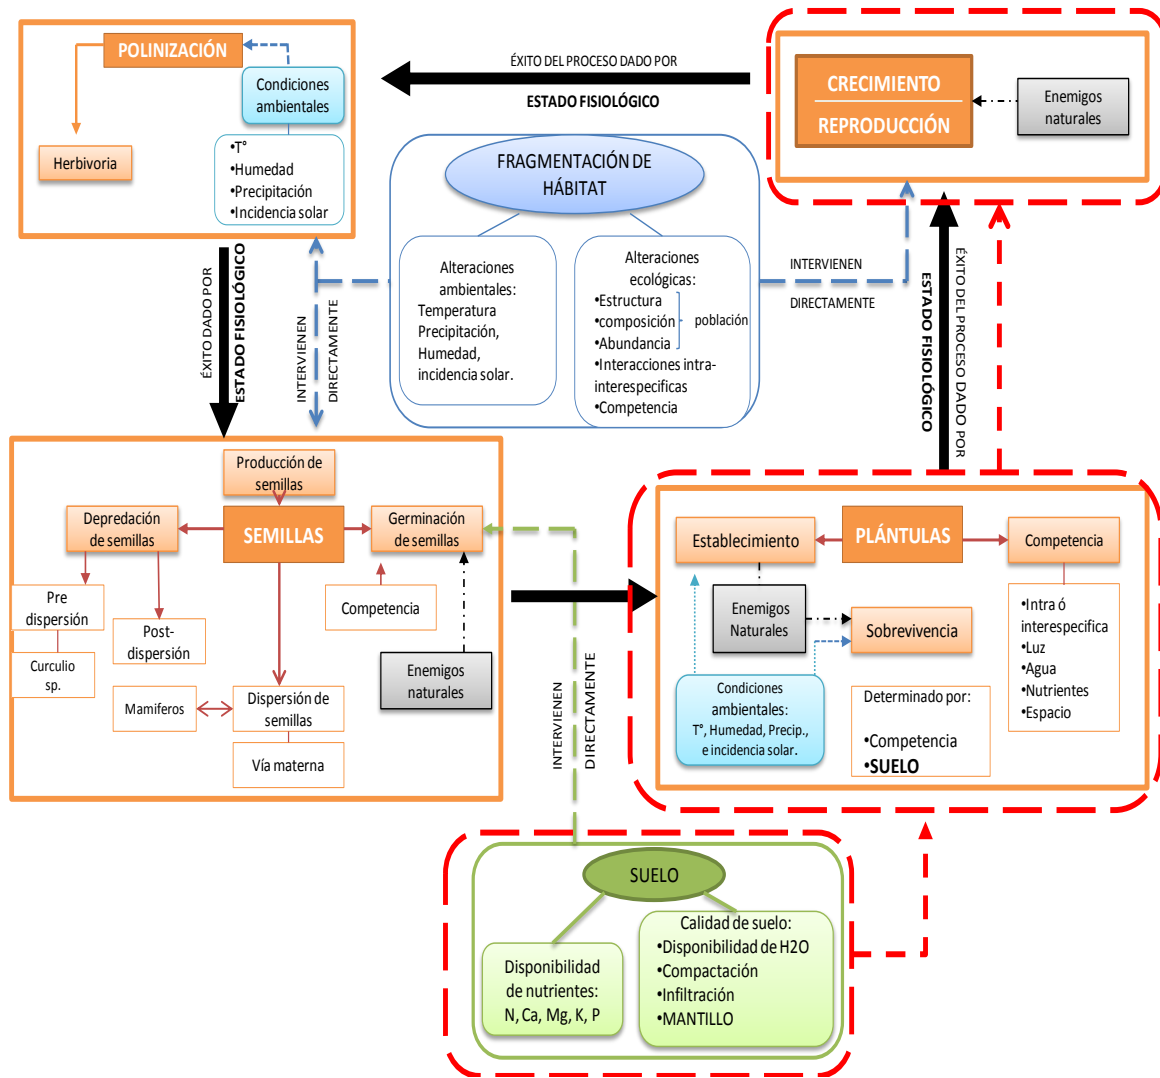 POLINIZACIÓN
Condiciones
ambientales
Herbivoria
•T°
•Humedad
•Precipitación
•Incidencia solar
ÉXITO DEL PROCESO DADO POR
ESTADO FISIOLÓGICO
CRECIMIENTO
REPRODUCCIÓN
Enemigos
naturales
FRAGMENTACIÓN DE
HÁBITAT
Alteraciones
ambientales:
Temperatura
Precipitación,
Humedad,
incidencia solar.
Alteraciones
ecológicas:
•Estructura
•composición
•Abundancia
población
•Interacciones intra-
interespecificas
•Competencia
INTERVIENEN
DIRECTAMENTE
ÉXITO DADO POR
ESTADO FISIOLÓGICO
INTERVIENEN
DIRECTAMENTE
ESTADO FISIOLÓGICO
ÉXITO DEL PROCESO DADO POR
Producción de
semillas
Depredación
de semillas
SEMILLAS
Germinación
de semillas
Pre
dispersión
Post-
dispersión
Competencia
Curculio
sp.
Enemigos
naturales
Mamiferos
Dispersión de
semillas
Vía materna
INTERVIENEN
DIRECTAMENTE
Establecimiento
PLÁNTULAS
Competencia
Enemigos
Naturales
Sobrevivencia
•Intra ó
interespecifica
•Luz
•Agua
•Nutrientes
•Espacio
Condiciones
ambientales:
T°, Humedad, Precip.,
e incidencia solar.
Determinado por:
•Competencia
•SUELO
SUELO
Disponibilidad
de nutrientes:
N, Ca, Mg, K, P
Calidad de suelo:
•Disponibilidad de H2O
•Compactación
•Infiltración
•MANTILLO